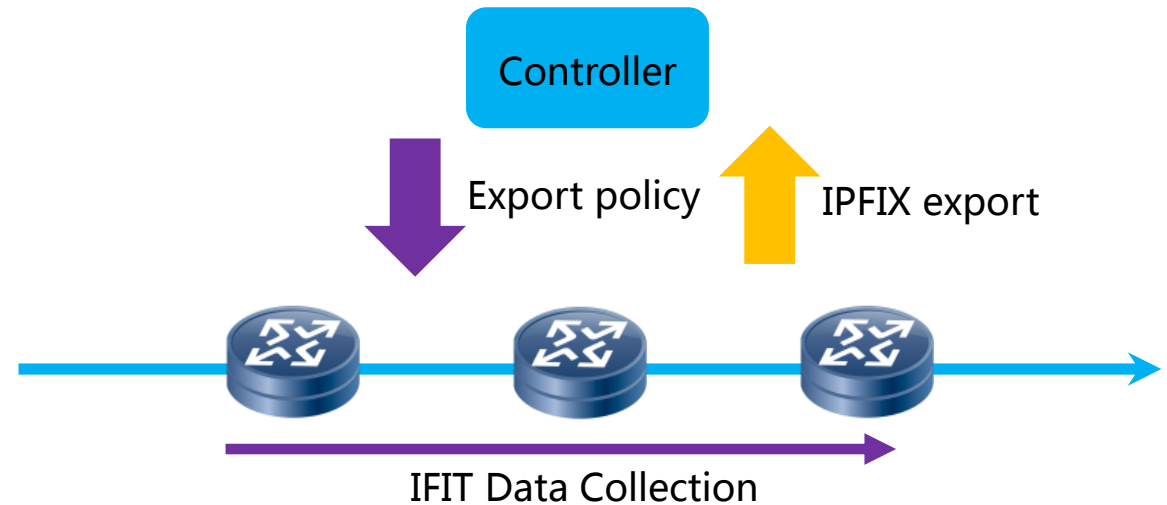 Controller
Export policy
IPFIX export
IFIT Data Collection